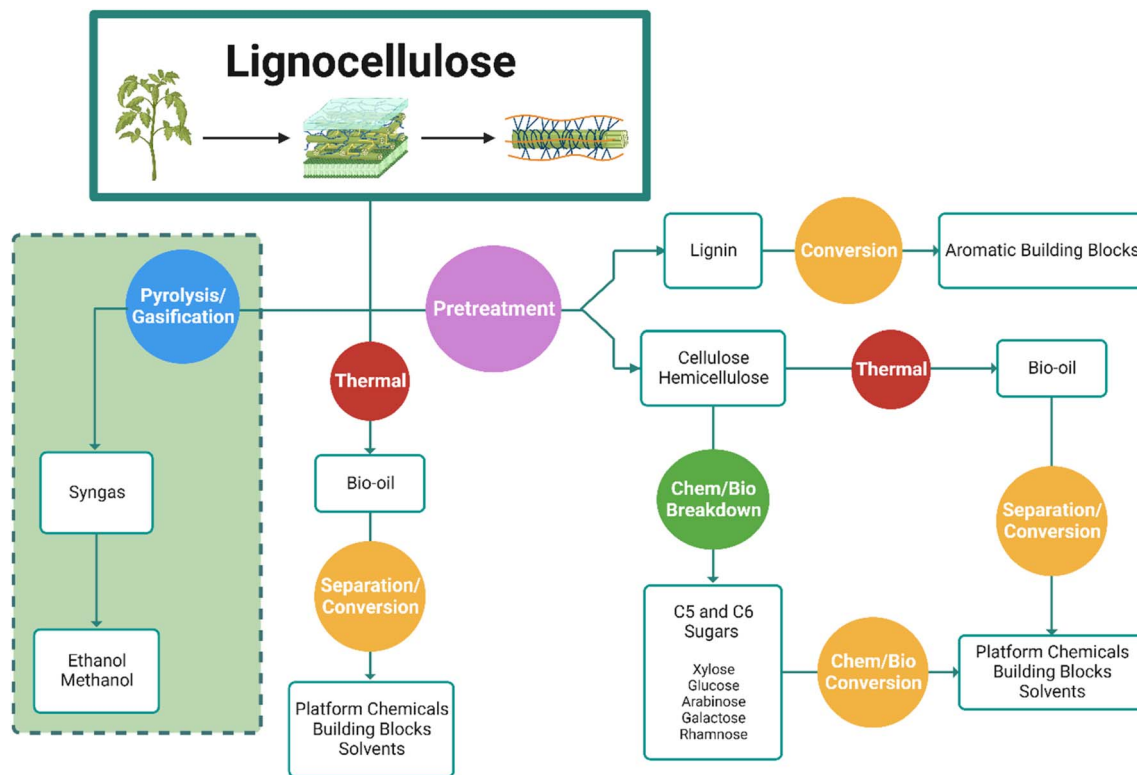 Lignocellulose
Pyrolysis/
Gasification
Syngas
Ethanol
Methanol
Thermal
Bio-oil
Separation/
Conversion
Platform Chemicals
Building Blocks
Solvents
Pretreatment
Lignin
Conversion
Aromatic Building Blocks
Cellulose
Hemicellulose
Thermal
Bio-oil
Separation/
Conversion
Chem/Bio
Breakdown
C5 and C6
Sugars
Xylose
Glucose
Arabinose
Galactose
Rhamnose
Chem/Bio
Conversion
Platform Chemicals
Building Blocks
Solvents